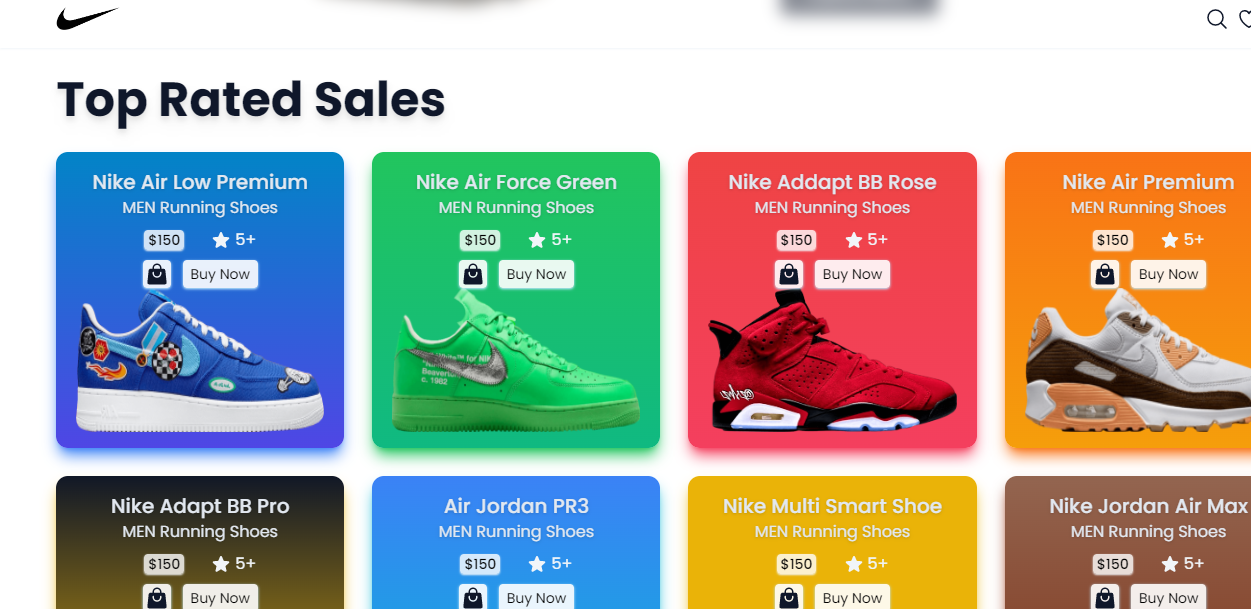 Top Rated Sales
Nike Air Low Premium
MEN Running Shoes
$150 5+
Buy Now
Nike Air Force Green
MEN Running Shoes
$150 5+
Buy Now
Nike Addapt BB Rose
MEN Running Shoes
$150 5+
Buy Now
Nike Air Premium
MEN Running Shoes
$150 5+
Buy Now
c. 1982
Nike Adapt BB Pro
MEN Running Shoes
$150 5+
Buy Now
Air Jordan PR3
MEN Running Shoes
$150 5+
Buy Now
Nike Multi Smart Shoe
MEN Running Shoes
$150 5+
Buy Now
Nike Jordan Air Max
MEN Running Shoes
$150 5+
Buy Now